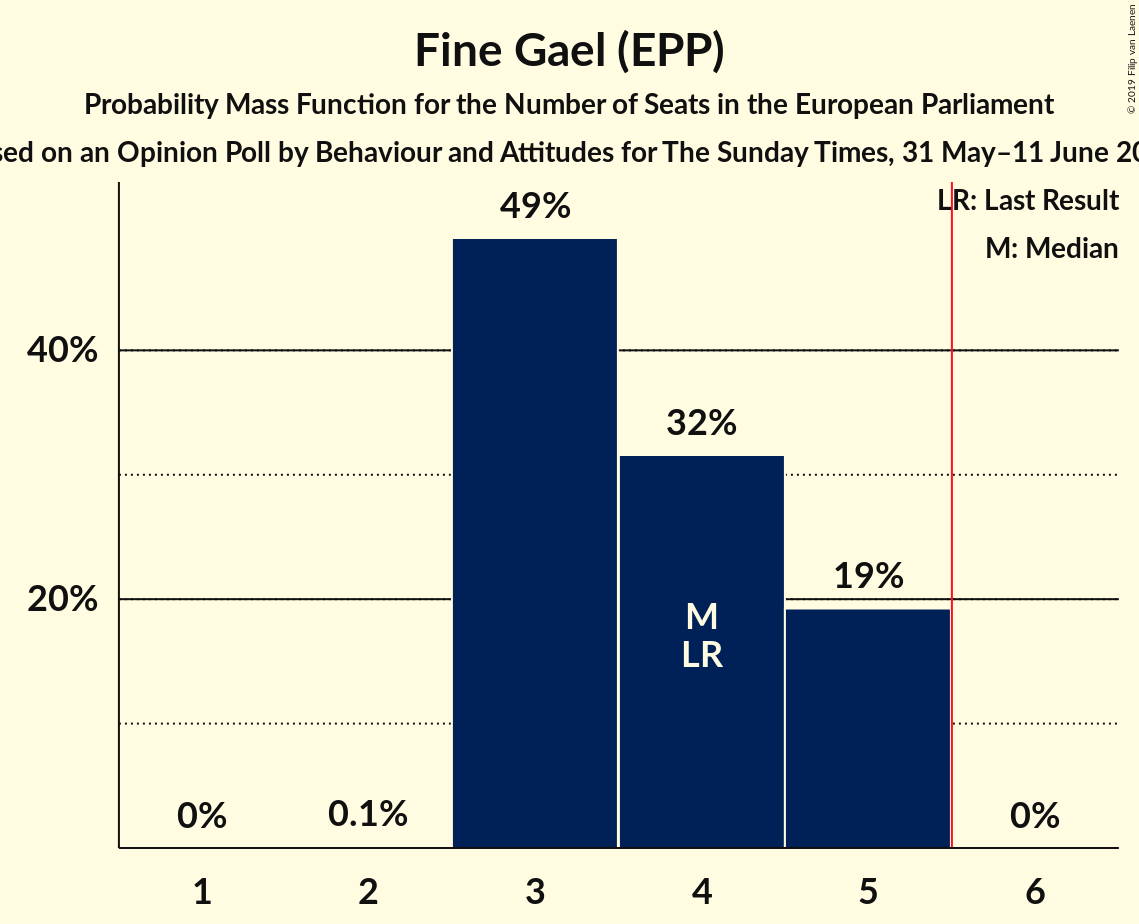 Fine Gael (EPP)
Probability Mass Function for the Number of Seats in the European Parliament
on an Opinion Poll by Behaviour and Attitudes for The Sunday Times, 31 May–11 June
LR: Last Result
M: Median
49%
40%
32%
20%
19%
M
LR
0%
0.1%
0%
1
2
3
4
5
6
© 2019 Filip van Laenen